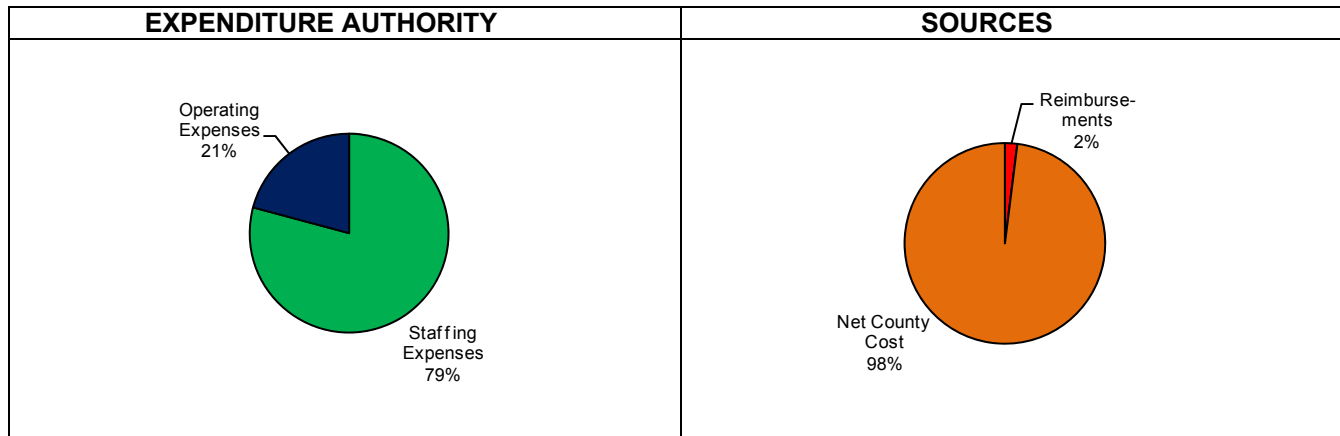 EXPENDITURE AUTHORITY
SOURCES
Operating
Expenses
21%
Staffing
Expenses
79%
Reimburse-
ments
2%
Net County
Cost
98%